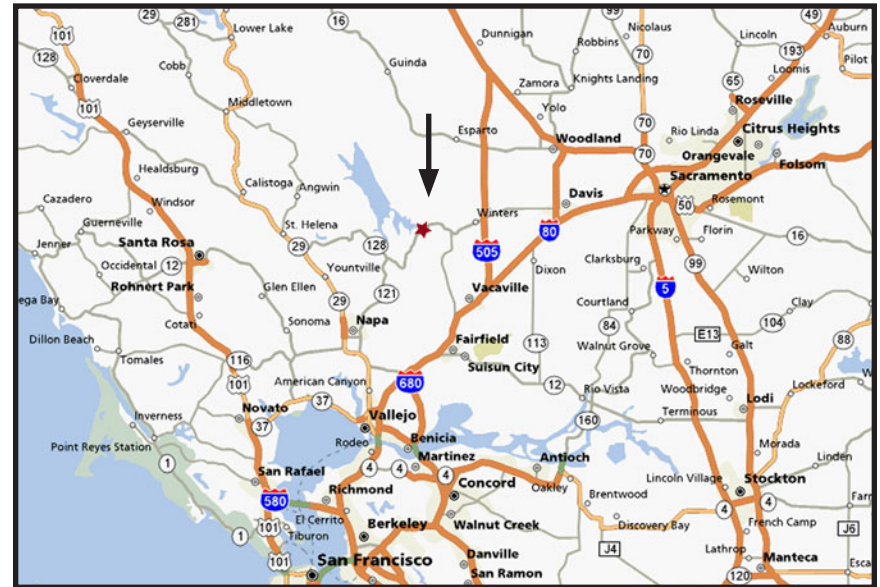 101
29
281
Lower Lake
16
Dunnigan
Robbins
99
Nicolaus
70
Lincoln
49
Auburn
193
128
Cloverdale
Cobb
Guinda
Zamora
Knights Landing
65
Loomis
Pilot
101
Middletown
Yolo
70
Roseville
Geyserville
Esparto
Woodland
Rio Linda
Citrus Heights
70
Orangevale
Folsom
Healdsburg
Calistoga
Angwin
Davis
Sacramento
Cazadero
Windsor
Winters
50
Rosemont
Guerneville
St. Helena
80
Parkway
Florin
16
Jenner
Santa Rosa
29
128
505
Occidental
12
Yountville
Dixon
Clarksburg
99
Wilton
Rohnert Park
Glen Ellen
121
Vacaville
5
ega Bay
29
Courtland
Clay
Cotati
Sonoma
Napa
84
E13
104
Dillon Beach
Fairfield
113
Walnut Grove
Galt
88
Tomales
116
Suisun City
Thornton
101
American Canyon
680
12
Rio Vista
Woodbridge
Lockeford
Novato
37
Vallejo
160
Terminous
Lodi
Inverness
37
Rodeo
Benicia
Morada
Point Reyes Station
Martinez
Antioch
Linden
1
4
4
4
San Rafael
Concord
Oakley
Lincoln Village
Stockton
580
Richmond
Brentwood
4
4
Farm
El Cerrito
Walnut Creek
Discovery Bay
French Camp
101
Tiburon
Berkeley
J6
1
Danville
J4
Lathrop
101
San Francisco
San Ramon
120
Manteca
Esca